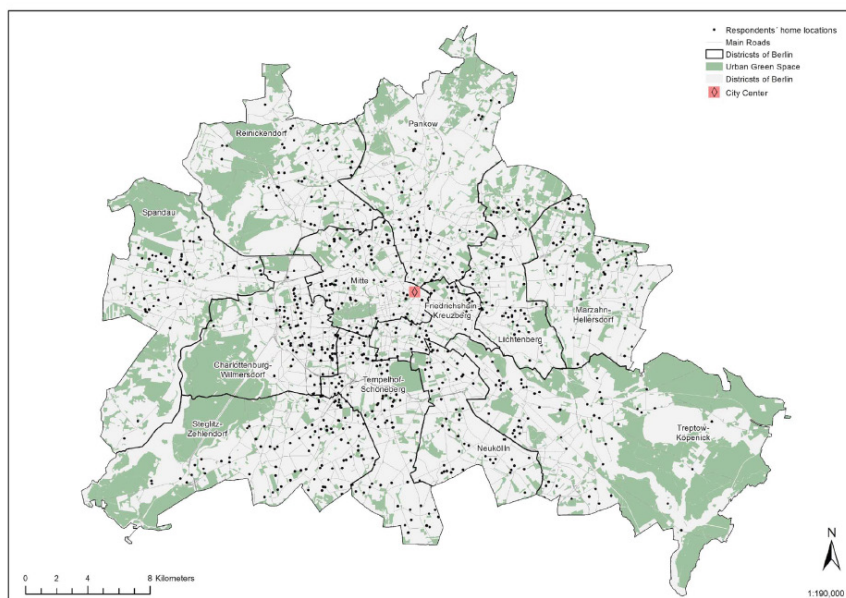 Respondents´ home locations
Main Roads
Districsts of Berlin
Urban Green Space
Districsts of Berlin
City Center
Pankow
Reinickendorf
Spandau
Mitte
Friedrichshain
Kreuzberg
Marzahn-
Hellersdorf
Lichtenberg
Charlottenburg-
Wilmersdorf
Tempelhof-
Schöneberg
Steglitz-
Zehlendorf
Treptow-
Köpenick
Neukölln
N
0 2 4 6 8 Kilometers
1:190,000